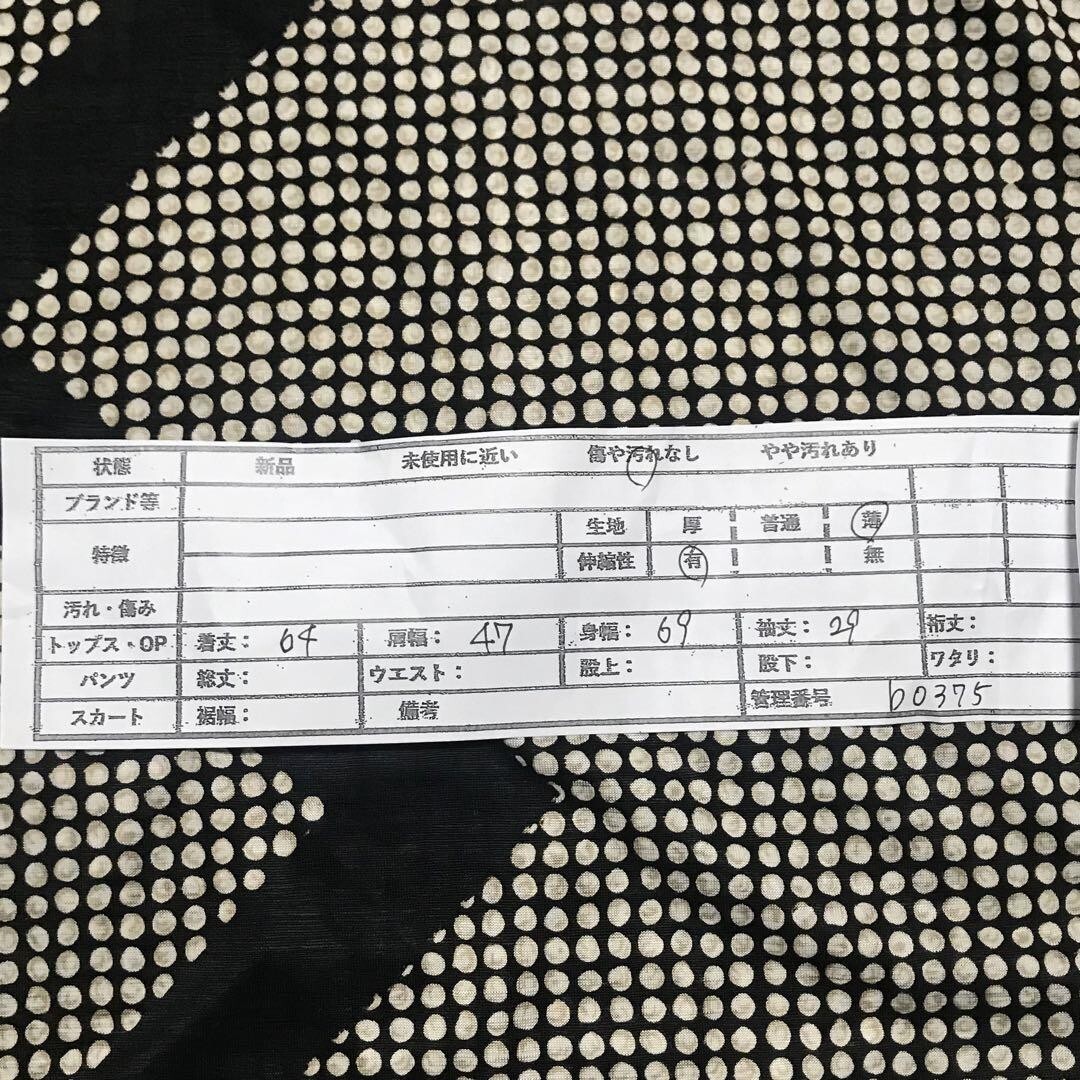 状態 新品 未使用に近い 傷や汚れなし やや汚れあり
ブランド等
特徴 生地 厚 普通 薄
伸縮性 有 無
汚れ・傷み
トップス・OP 着丈: 64 肩幅: 47 身幅: 69 袖丈: 29 裄丈:
パンツ 総丈: ウエスト: 股上: 股下: ワタリ:
スカート 裾幅: 備考 管理番号 b0375